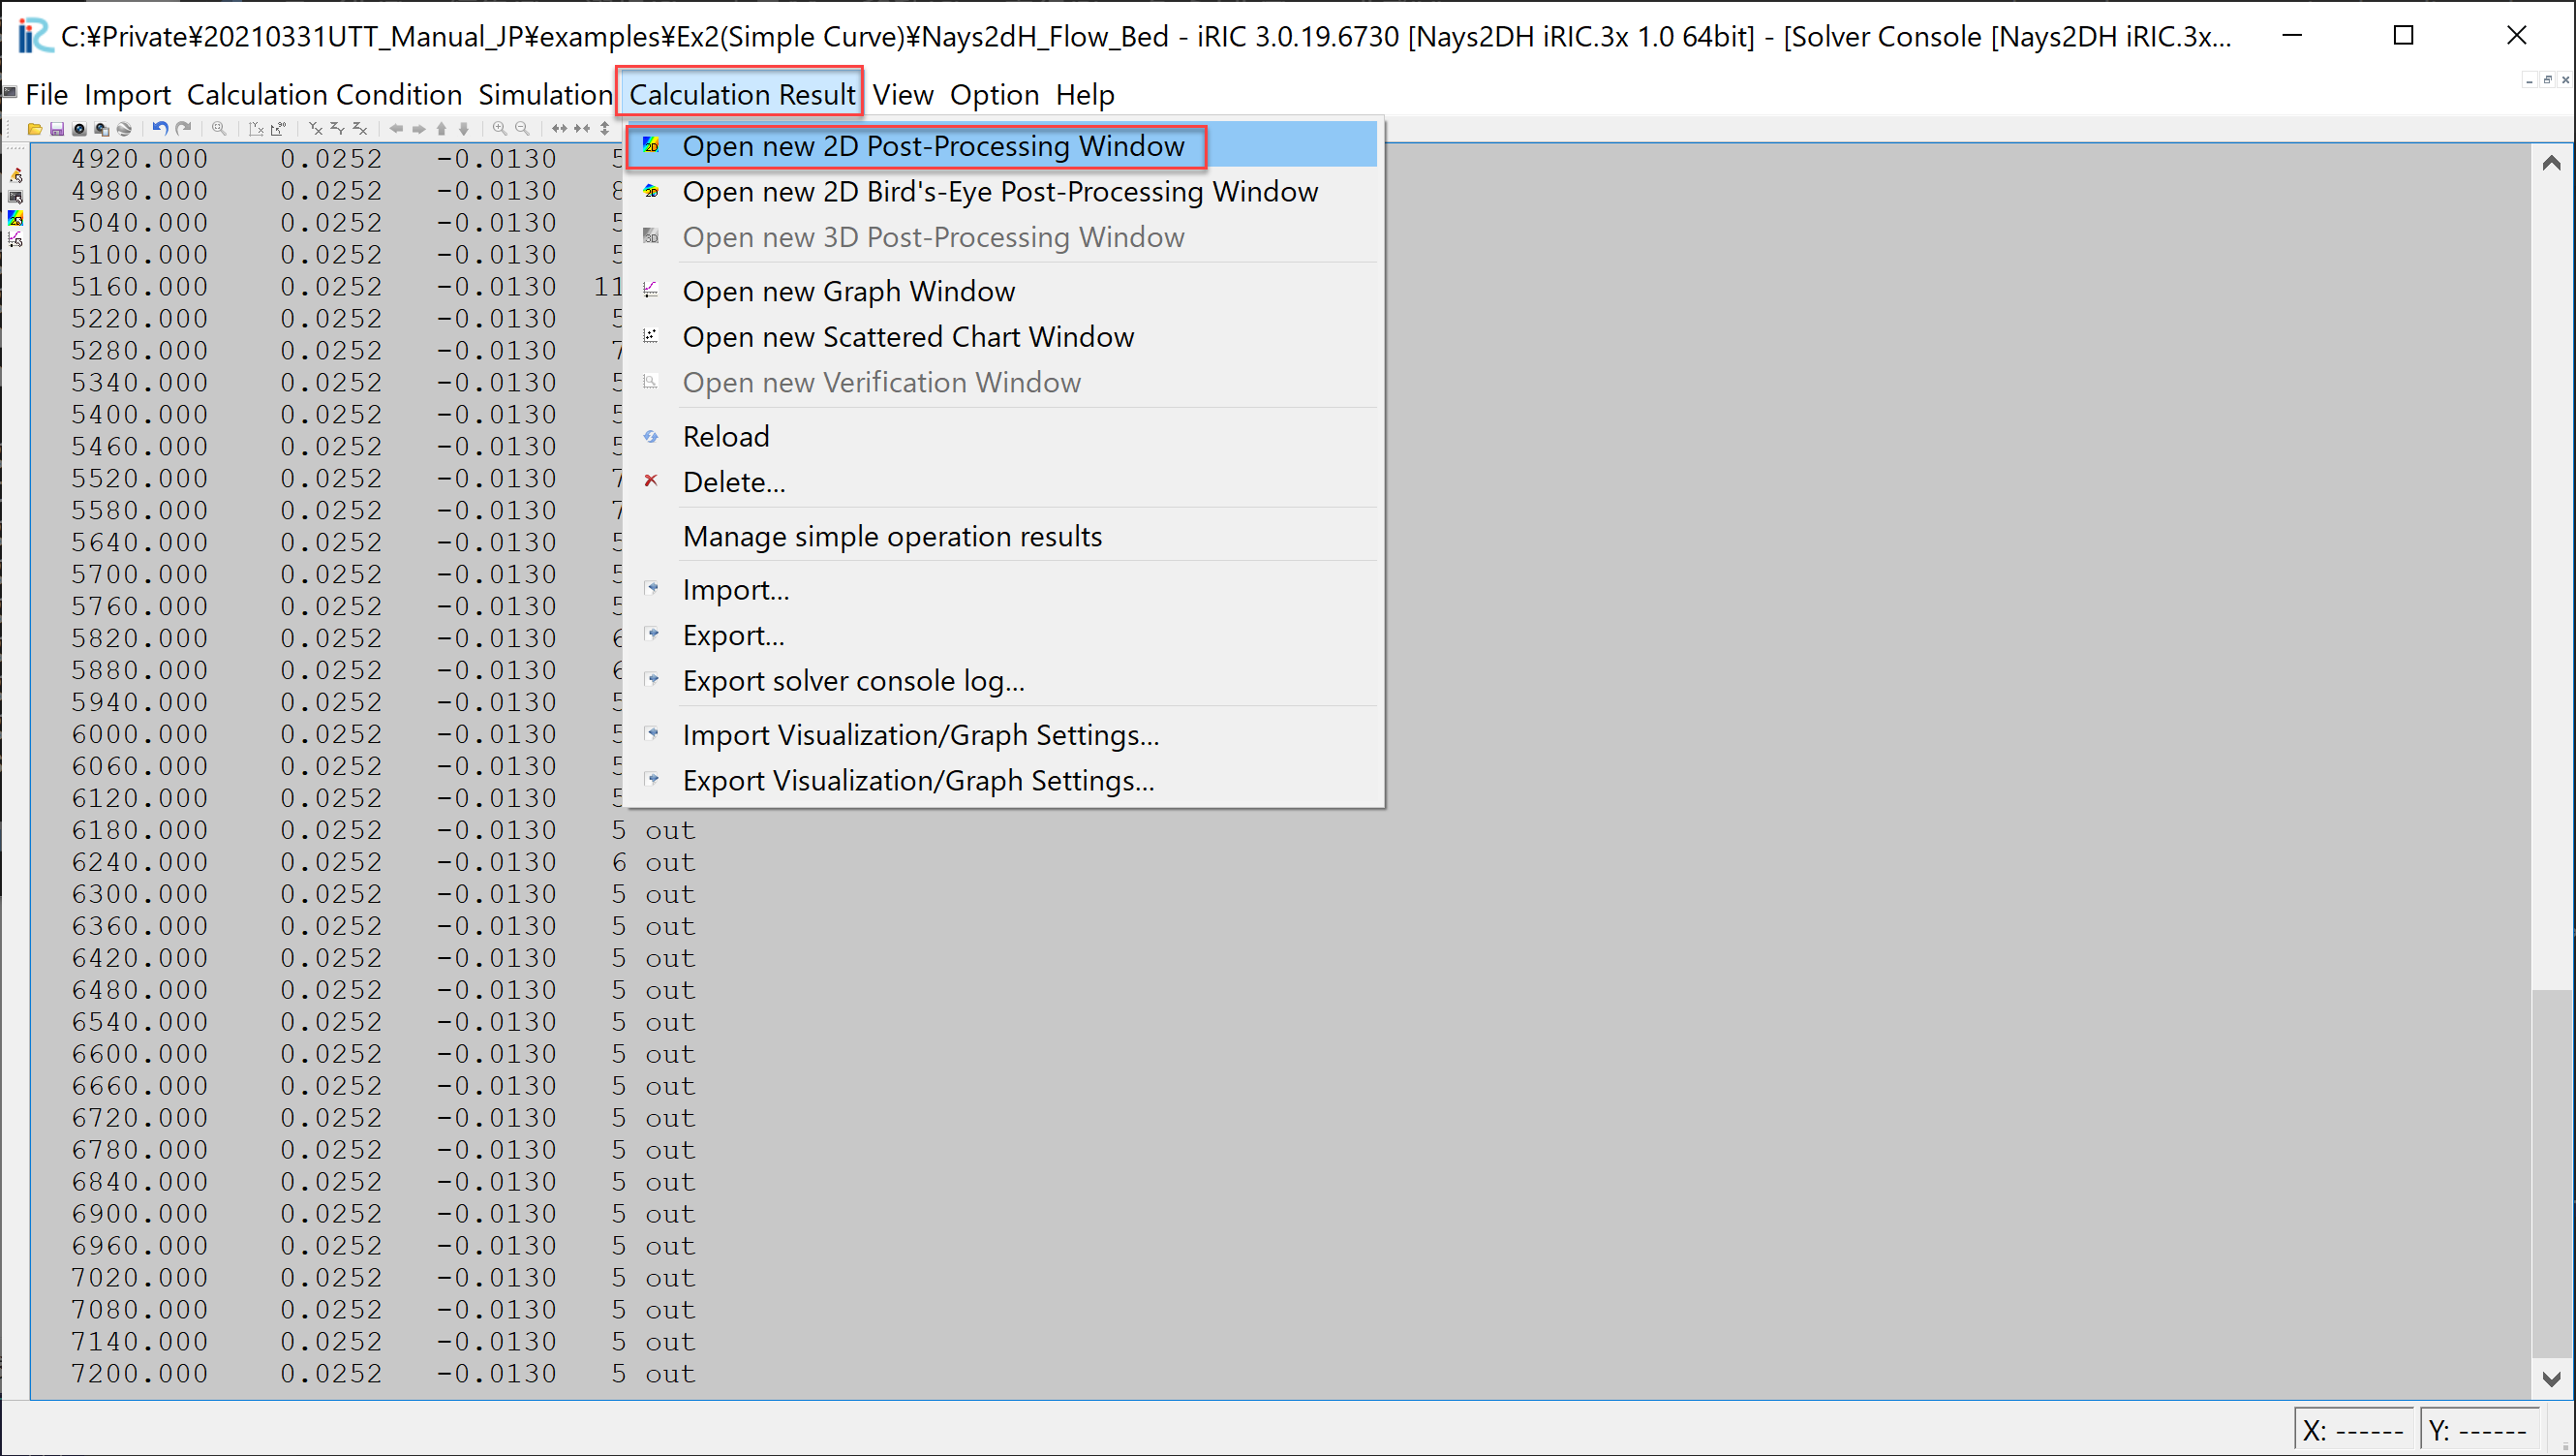 C:¥Private¥20210331UTT_Manual_JP¥examples¥Ex2(Simple Curve)¥Nays2dH_Flow_Bed - iRIC 3.0.19.6730 [Nays2DH iRIC.3x 1.0 64bit] - [Solver Console [Nays2DH iRIC.3x...
File Import Calculation Condition Simulation Calculation Result View Option Help
Open new 2D Post-Processing Window
Open new 2D Bird's-Eye Post-Processing Window
Open new 3D Post-Processing Window
Open new Graph Window
Open new Scattered Chart Window
Open new Verification Window
Reload
Delete...
Manage simple operation results
Import...
Export...
Export solver console log...
Import Visualization/Graph Settings...
Export Visualization/Graph Settings...
4920.000 0.0252 -0.0130 5
4980.000 0.0252 -0.0130 8
5040.000 0.0252 -0.0130 5
5100.000 0.0252 -0.0130 5
5160.000 0.0252 -0.0130 11
5220.000 0.0252 -0.0130 5
5280.000 0.0252 -0.0130 7
5340.000 0.0252 -0.0130 5
5400.000 0.0252 -0.0130 5
5460.000 0.0252 -0.0130 5
5520.000 0.0252 -0.0130 7
5580.000 0.0252 -0.0130 7
5640.000 0.0252 -0.0130 5
5700.000 0.0252 -0.0130 5
5760.000 0.0252 -0.0130 5
5820.000 0.0252 -0.0130 6
5880.000 0.0252 -0.0130 6
5940.000 0.0252 -0.0130 5
6000.000 0.0252 -0.0130 5
6060.000 0.0252 -0.0130 5
6120.000 0.0252 -0.0130 5
6180.000 0.0252 -0.0130 5 out
6240.000 0.0252 -0.0130 6 out
6300.000 0.0252 -0.0130 5 out
6360.000 0.0252 -0.0130 5 out
6420.000 0.0252 -0.0130 5 out
6480.000 0.0252 -0.0130 5 out
6540.000 0.0252 -0.0130 5 out
6600.000 0.0252 -0.0130 5 out
6660.000 0.0252 -0.0130 5 out
6720.000 0.0252 -0.0130 5 out
6780.000 0.0252 -0.0130 5 out
6840.000 0.0252 -0.0130 5 out
6900.000 0.0252 -0.0130 5 out
6960.000 0.0252 -0.0130 5 out
7020.000 0.0252 -0.0130 5 out
7080.000 0.0252 -0.0130 5 out
7140.000 0.0252 -0.0130 5 out
7200.000 0.0252 -0.0130 5 out
X: ------ Y: ------